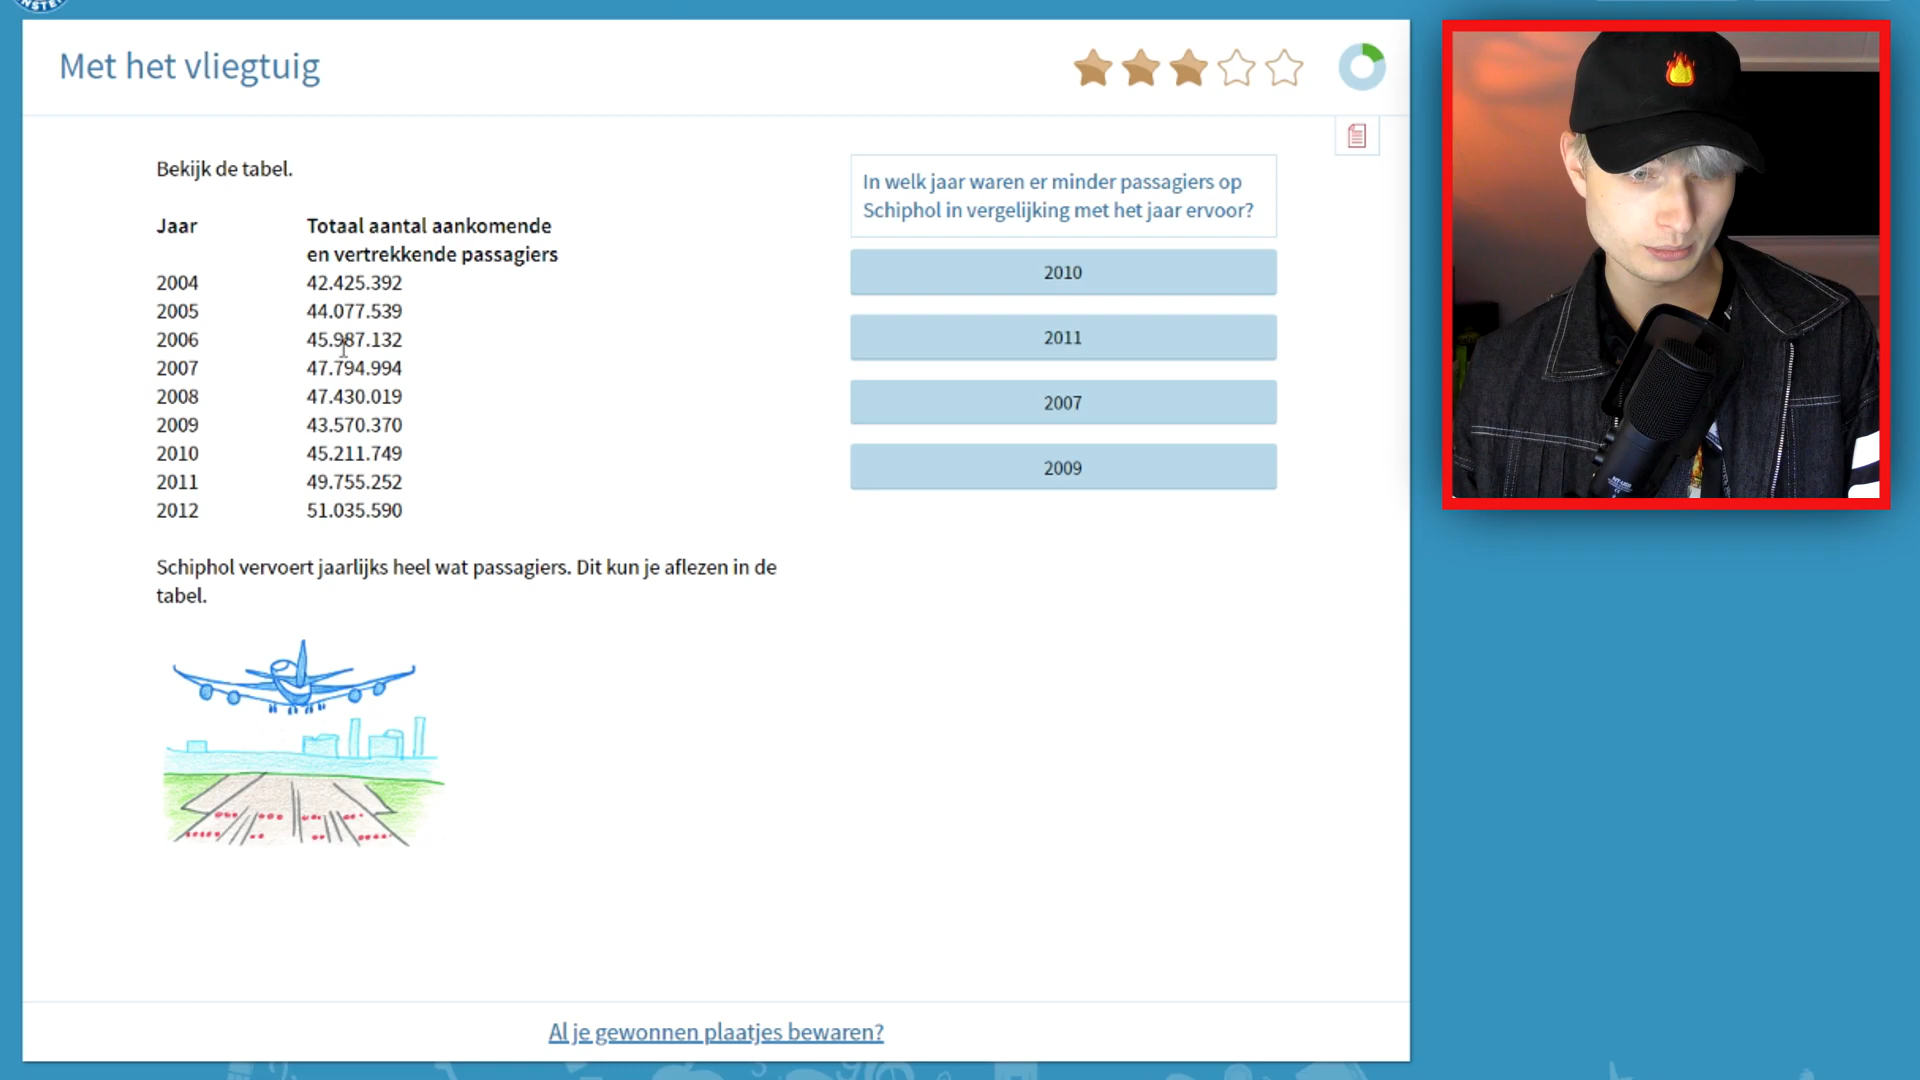 NSTE
Met het vliegtuig
Bekijk de tabel.
Jaar Totaal aantal aankomende
en vertrekkende passagiers
2004 42.425.392
2005 44.077.539
2006 45.987.132
2007 47.794.994
2008 47.430.019
2009 43.570.370
2010 45.211.749
2011 49.755.252
2012 51.035.590
Schiphol vervoert jaarlijks heel wat passagiers. Dit kun je aflezen in de
tabel.
In welk jaar waren er minder passagiers op
Schiphol in vergelijking met het jaar ervoor?
2010
2011
2007
2009
Al je gewonnen plaatjes bewaren?